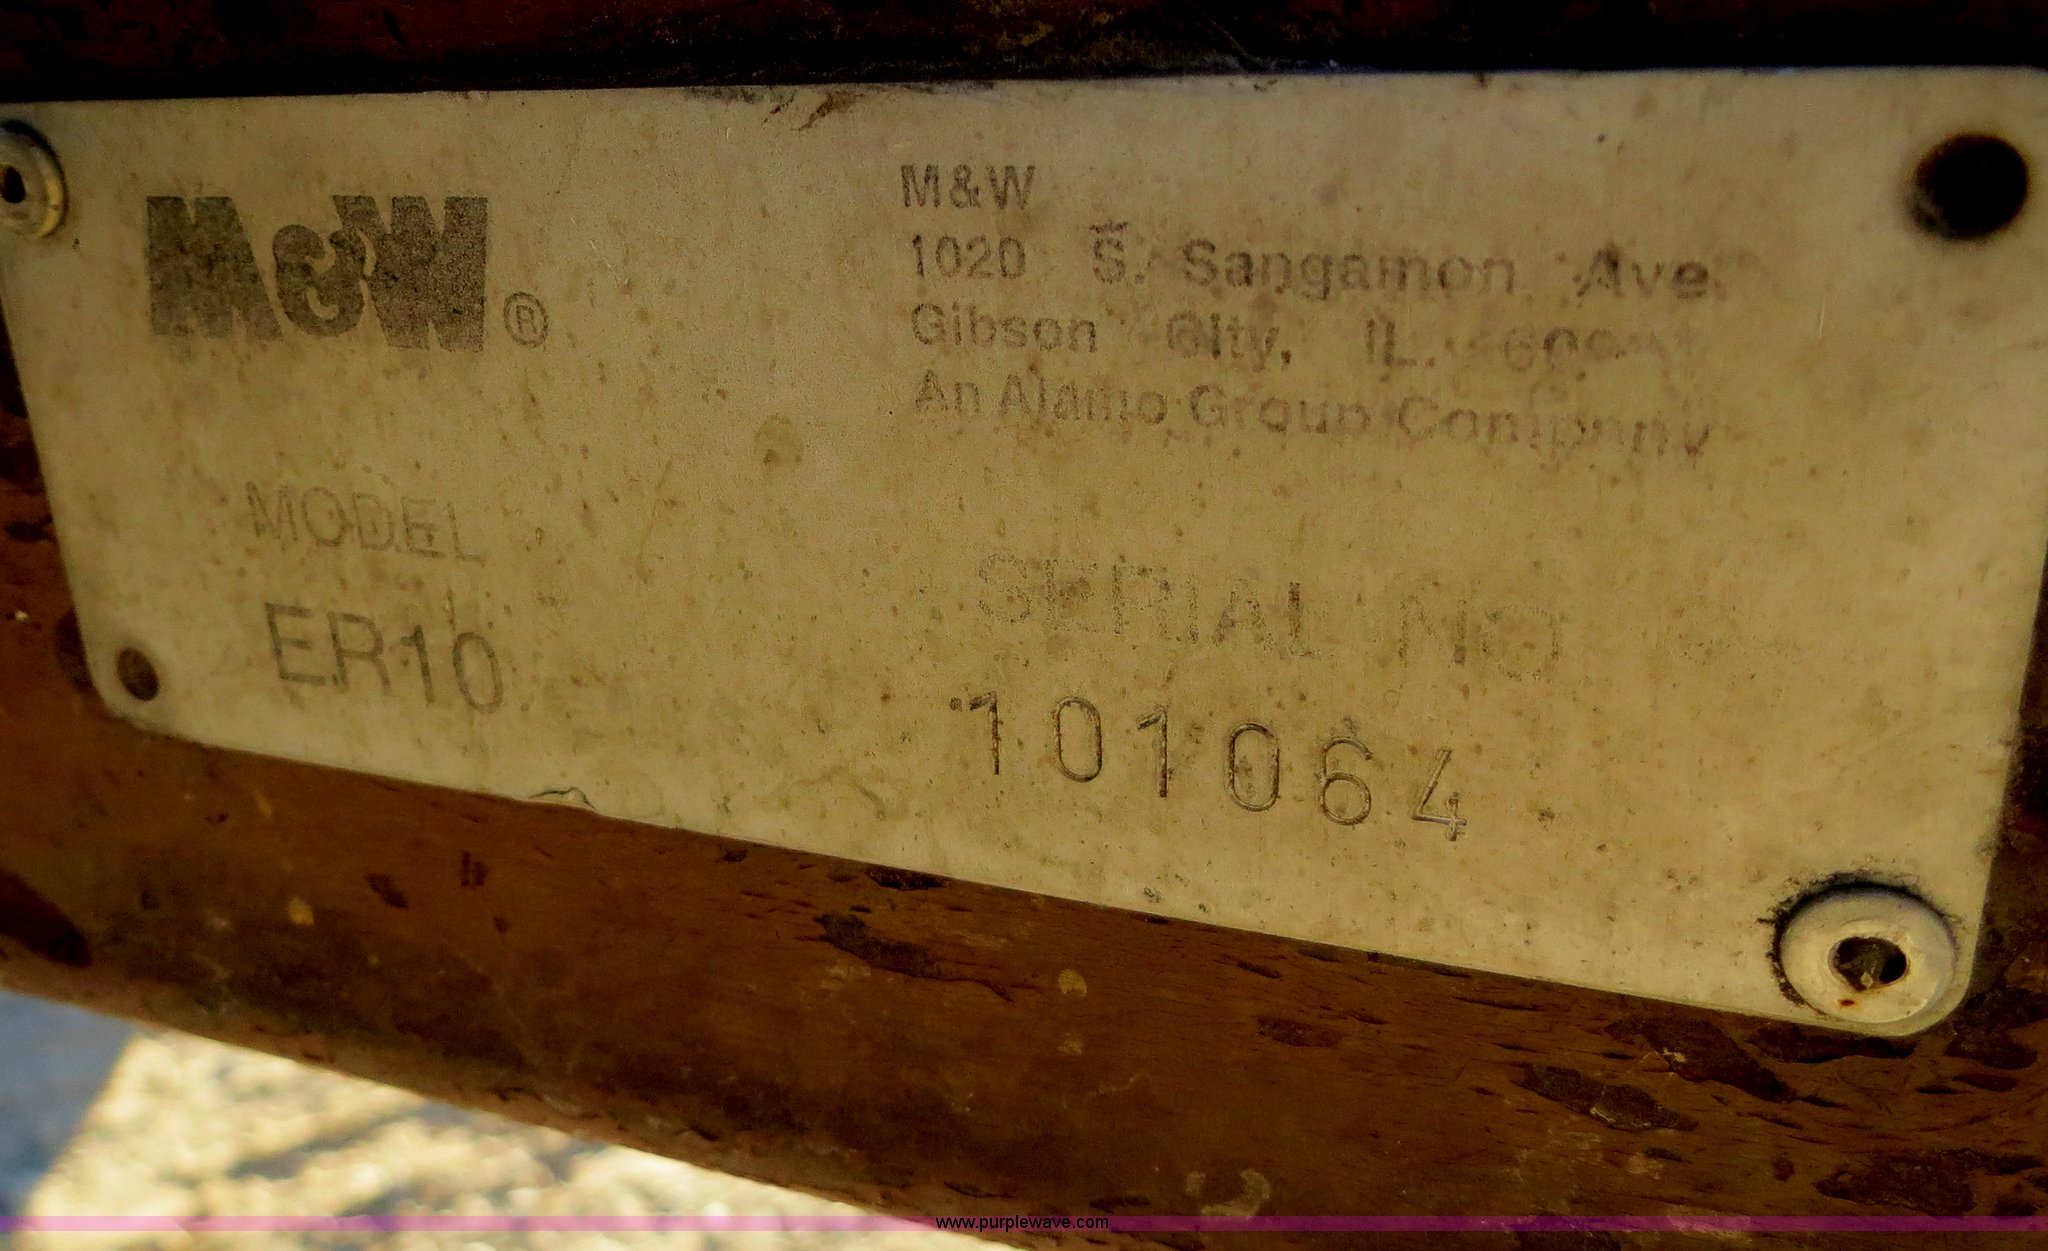 M&W®
M&W
1020 S. Sangamon Ave.
Gibson City, IL.
An Alamo Group Company
MODEL
ER10
SERIAL NO
101064
www.purplewave.com